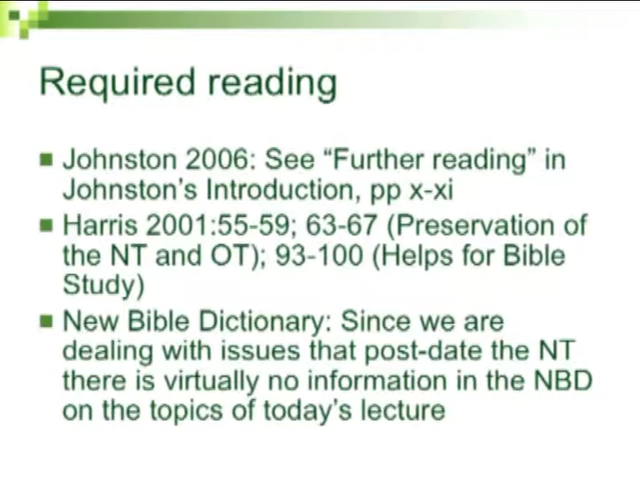 Required reading
Johnston 2006: See “Further reading” in
Johnston’s Introduction, pp x-xi
Harris 2001:55-59; 63-67 (Preservation of
the NT and OT); 93-100 (Helps for Bible
Study)
New Bible Dictionary: Since we are
dealing with issues that post-date the NT
there is virtually no information in the NBD
on the topics of today’s lecture